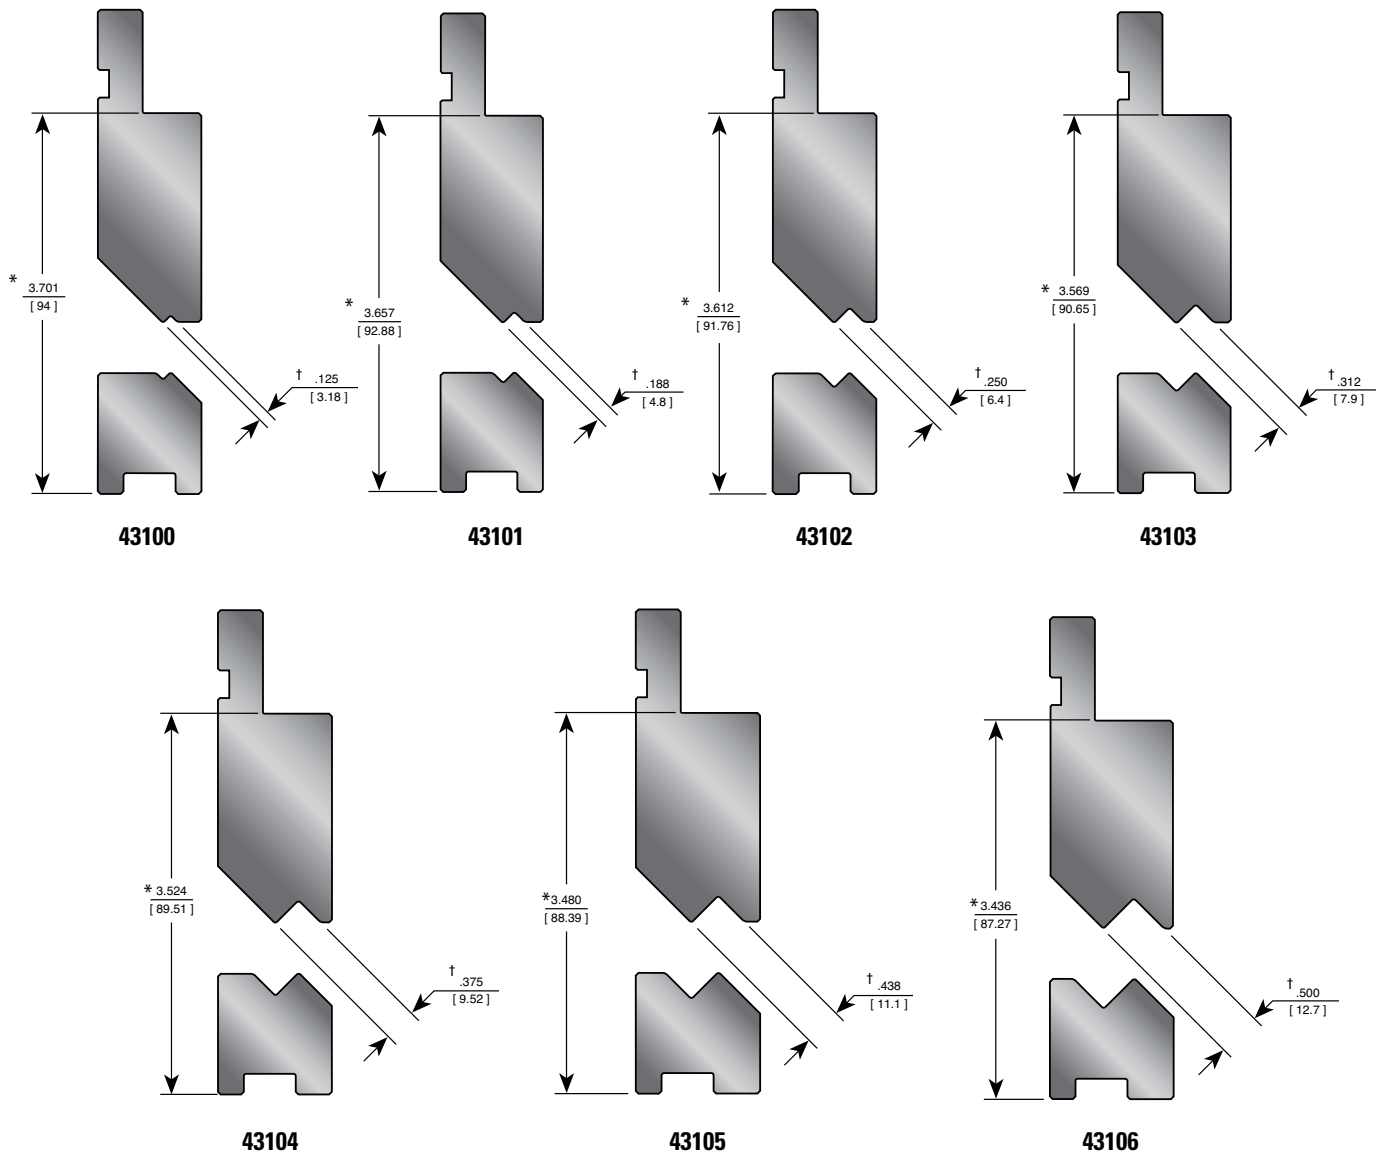 * 3.701
[ 94 ]
† .125
[ 3.18 ]
43100
* 3.657
[ 92.88 ]
† .188
[ 4.8 ]
43101
* 3.612
[ 91.76 ]
† .250
[ 6.4 ]
43102
* 3.569
[ 90.65 ]
† .312
[ 7.9 ]
43103
* 3.524
[ 89.51 ]
† .375
[ 9.52 ]
43104
* 3.480
[ 88.39 ]
† .438
[ 11.1 ]
43105
* 3.436
[ 87.27 ]
† .500
[ 12.7 ]
43106